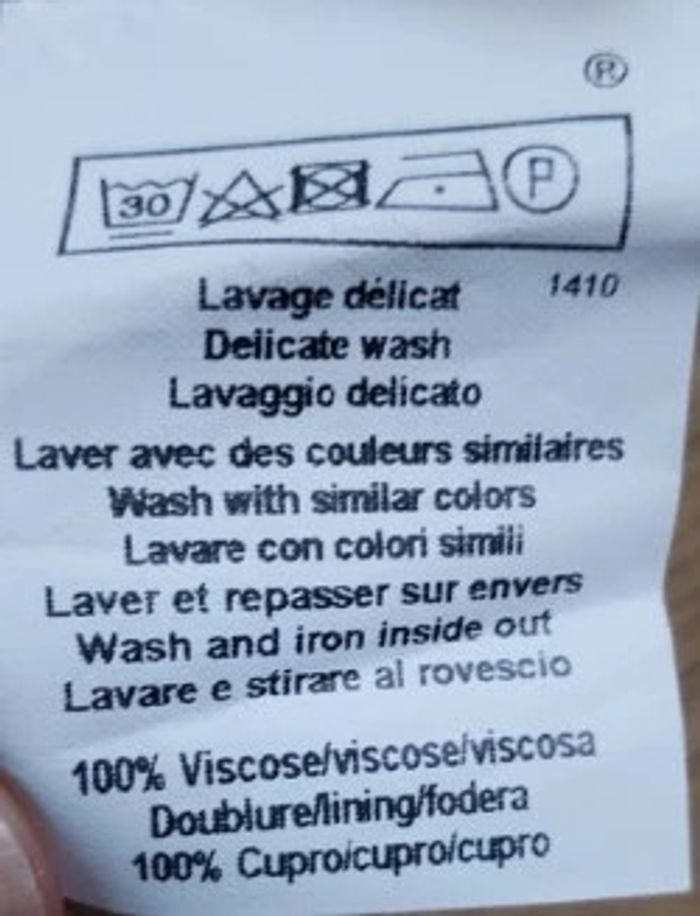 ®
30 P
1410
Lavage délicat
Delicate wash
Lavaggio delicato
Laver avec des couleurs similaires
Wash with similar colors
Lavare con colori simili
Laver et repasser sur envers
Wash and iron inside out
Lavare e stirare al rovescio
100% Viscose/viscose/viscosa
Doublure/lining/fodera
100% Cupro/cupro/cupro